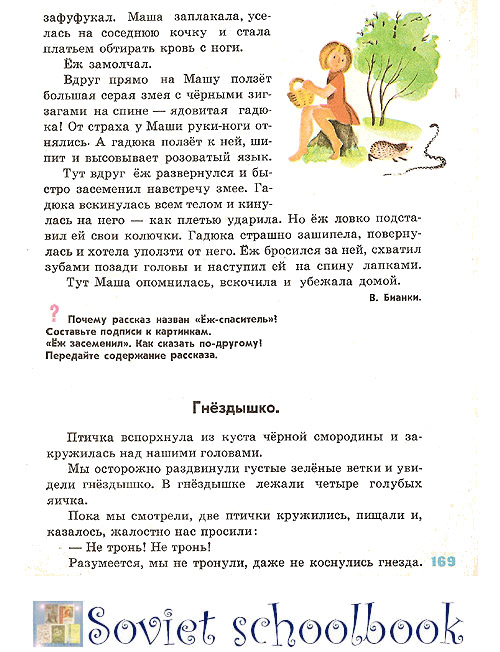 зафуфукал. Маша заплакала, усе-
лась на соседнюю кочку и стала
платьем обтирать кровь с ноги.
Ёж замолчал.
Вдруг прямо на Машу ползёт
большая серая змея с чёрными зиг-
загами на спине — ядовитая гадю-
ка! От страха у Маши руки-ноги от-
нялись. А гадюка ползёт к ней, ши-
пит и высовывает розоватый язык.
Тут вдруг ёж развернулся и бы-
стро засеменил навстречу змее. Га-
дюка вскинулась всем телом и кину-
лась на него — как плетью ударила. Но ёж ловко подста-
вил ей свои колючки. Гадюка страшно зашипела, поверну-
лась и хотела уползти от него. Ёж бросился за ней, схватил
зубами позади головы и наступил ей на спину лапками.
Тут Маша опомнилась, вскочила и убежала домой.
В. Бианки.
? Почему рассказ назван «Ёж-спаситель»?
Составьте подписи к картинкам.
«Ёж засеменил». Как сказать по-другому?
Передайте содержание рассказа.
Гнёздышко.
Птичка вспорхнула из куста чёрной смородины и за-
кружилась над нашими головами.
Мы осторожно раздвинули густые зелёные ветки и уви-
дели гнёздышко. В гнёздышке лежали четыре голубых
яичка.
Пока мы смотрели, две птички кружились, пищали и,
казалось, жалостно нас просили:
— Не тронь! Не тронь!
Разумеется, мы не тронули, даже не коснулись гнезда. 169
Soviet schoolbook